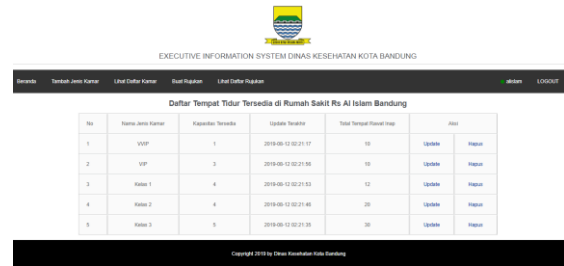 EXECUTIVE INFORMATION SYSTEM DINAS KESEHATAN KOTA BANDUNG
Beranda Tambah Jenis Kamar Lihat Daftar Kamar Buat Rujukan Lihat Daftar Rujukan alislam LOGOUT
Daftar Tempat Tidur Tersedia di Rumah Sakit Rs Al Islam Bandung
No Nama Jenis Kamar Kapasitas Tersedia Update Terakhir Total Tempat Rawat Inap Aksi
1 VVIP 1 2019-08-12 02:21:17 10 Update Hapus
2 VIP 3 2019-08-12 02:21:56 10 Update Hapus
3 Kelas 1 4 2019-08-12 02:21:53 12 Update Hapus
4 Kelas 2 4 2019-08-12 02:21:46 20 Update Hapus
5 Kelas 3 5 2019-08-12 02:21:35 30 Update Hapus
Copyright 2019 by Dinas Kesehatan Kota Bandung